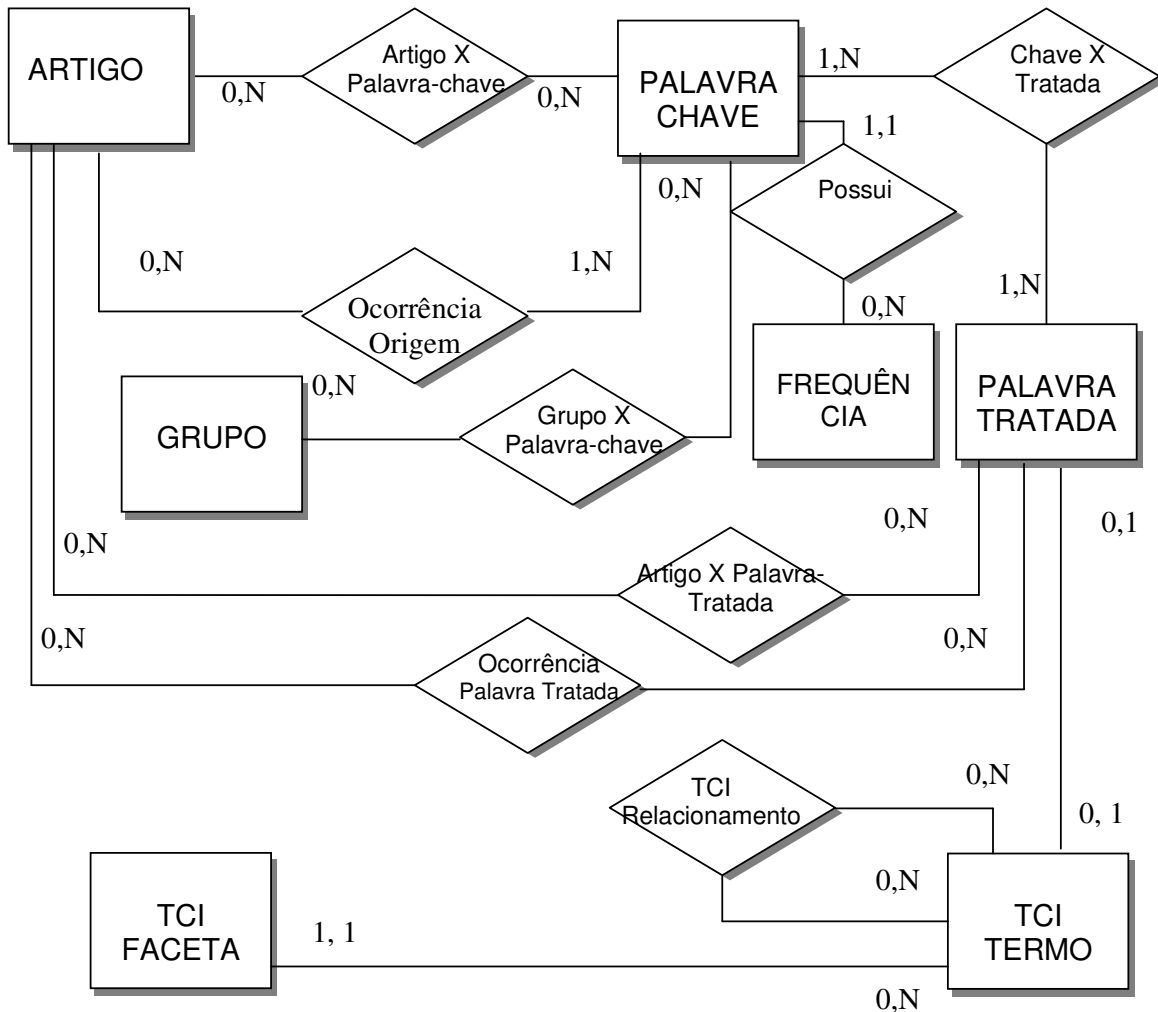 ARTIGO
0,N
Artigo X
Palavra-chave
0,N
PALAVRA
CHAVE
1,N
Chave X
Tratada
1,1
0,N
Possui
0,N
1,N
Ocorrência
Origem
1,N
0,N
0,N
GRUPO
Grupo X
Palavra-chave
FREQUÊN
CIA
PALAVRA
TRATADA
0,N
0,N
0,1
Artigo X Palavra-
Tratada
0,N
0,N
Ocorrência
Palavra Tratada
TCI
Relacionamento
0,N
0, 1
0,N
TCI
FACETA
1, 1
TCI
TERMO
0,N